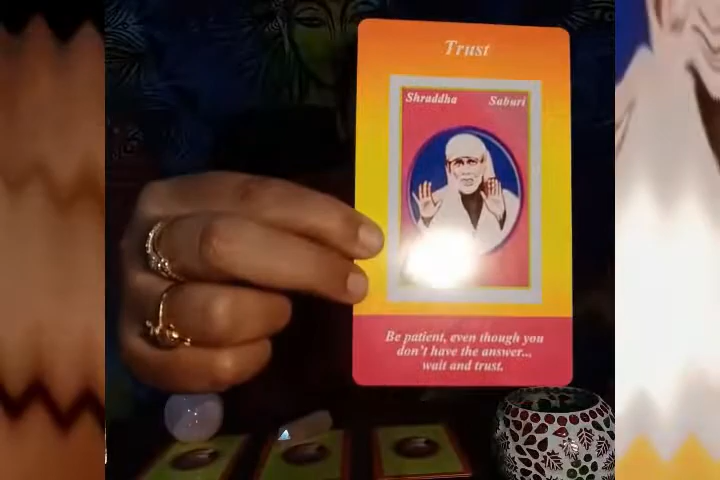 Trust
Shraddha Saburi
Be patient, even though you
don't have the answer...
wait and trust.